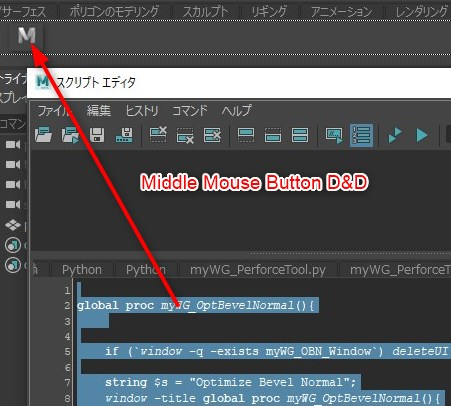 サーフェス ポリゴンのモデリング スカルプト リギング アニメーション レンダリング
M
スクリプト エディタ
ファイル 編集 ヒストリ コマンド ヘルプ
Middle Mouse Button D&D
Python Python myWG_PerforceTool.py myWG_PerforceT
1
2 global proc myWG_OptBevelNormal(){
3
4
5 if (`window -q -exists myWG_OBN_Window`) deleteUI
6
7 string $s = "Optimize Bevel Normal";
8 window -title global proc myWG_OptBevelNormal(){